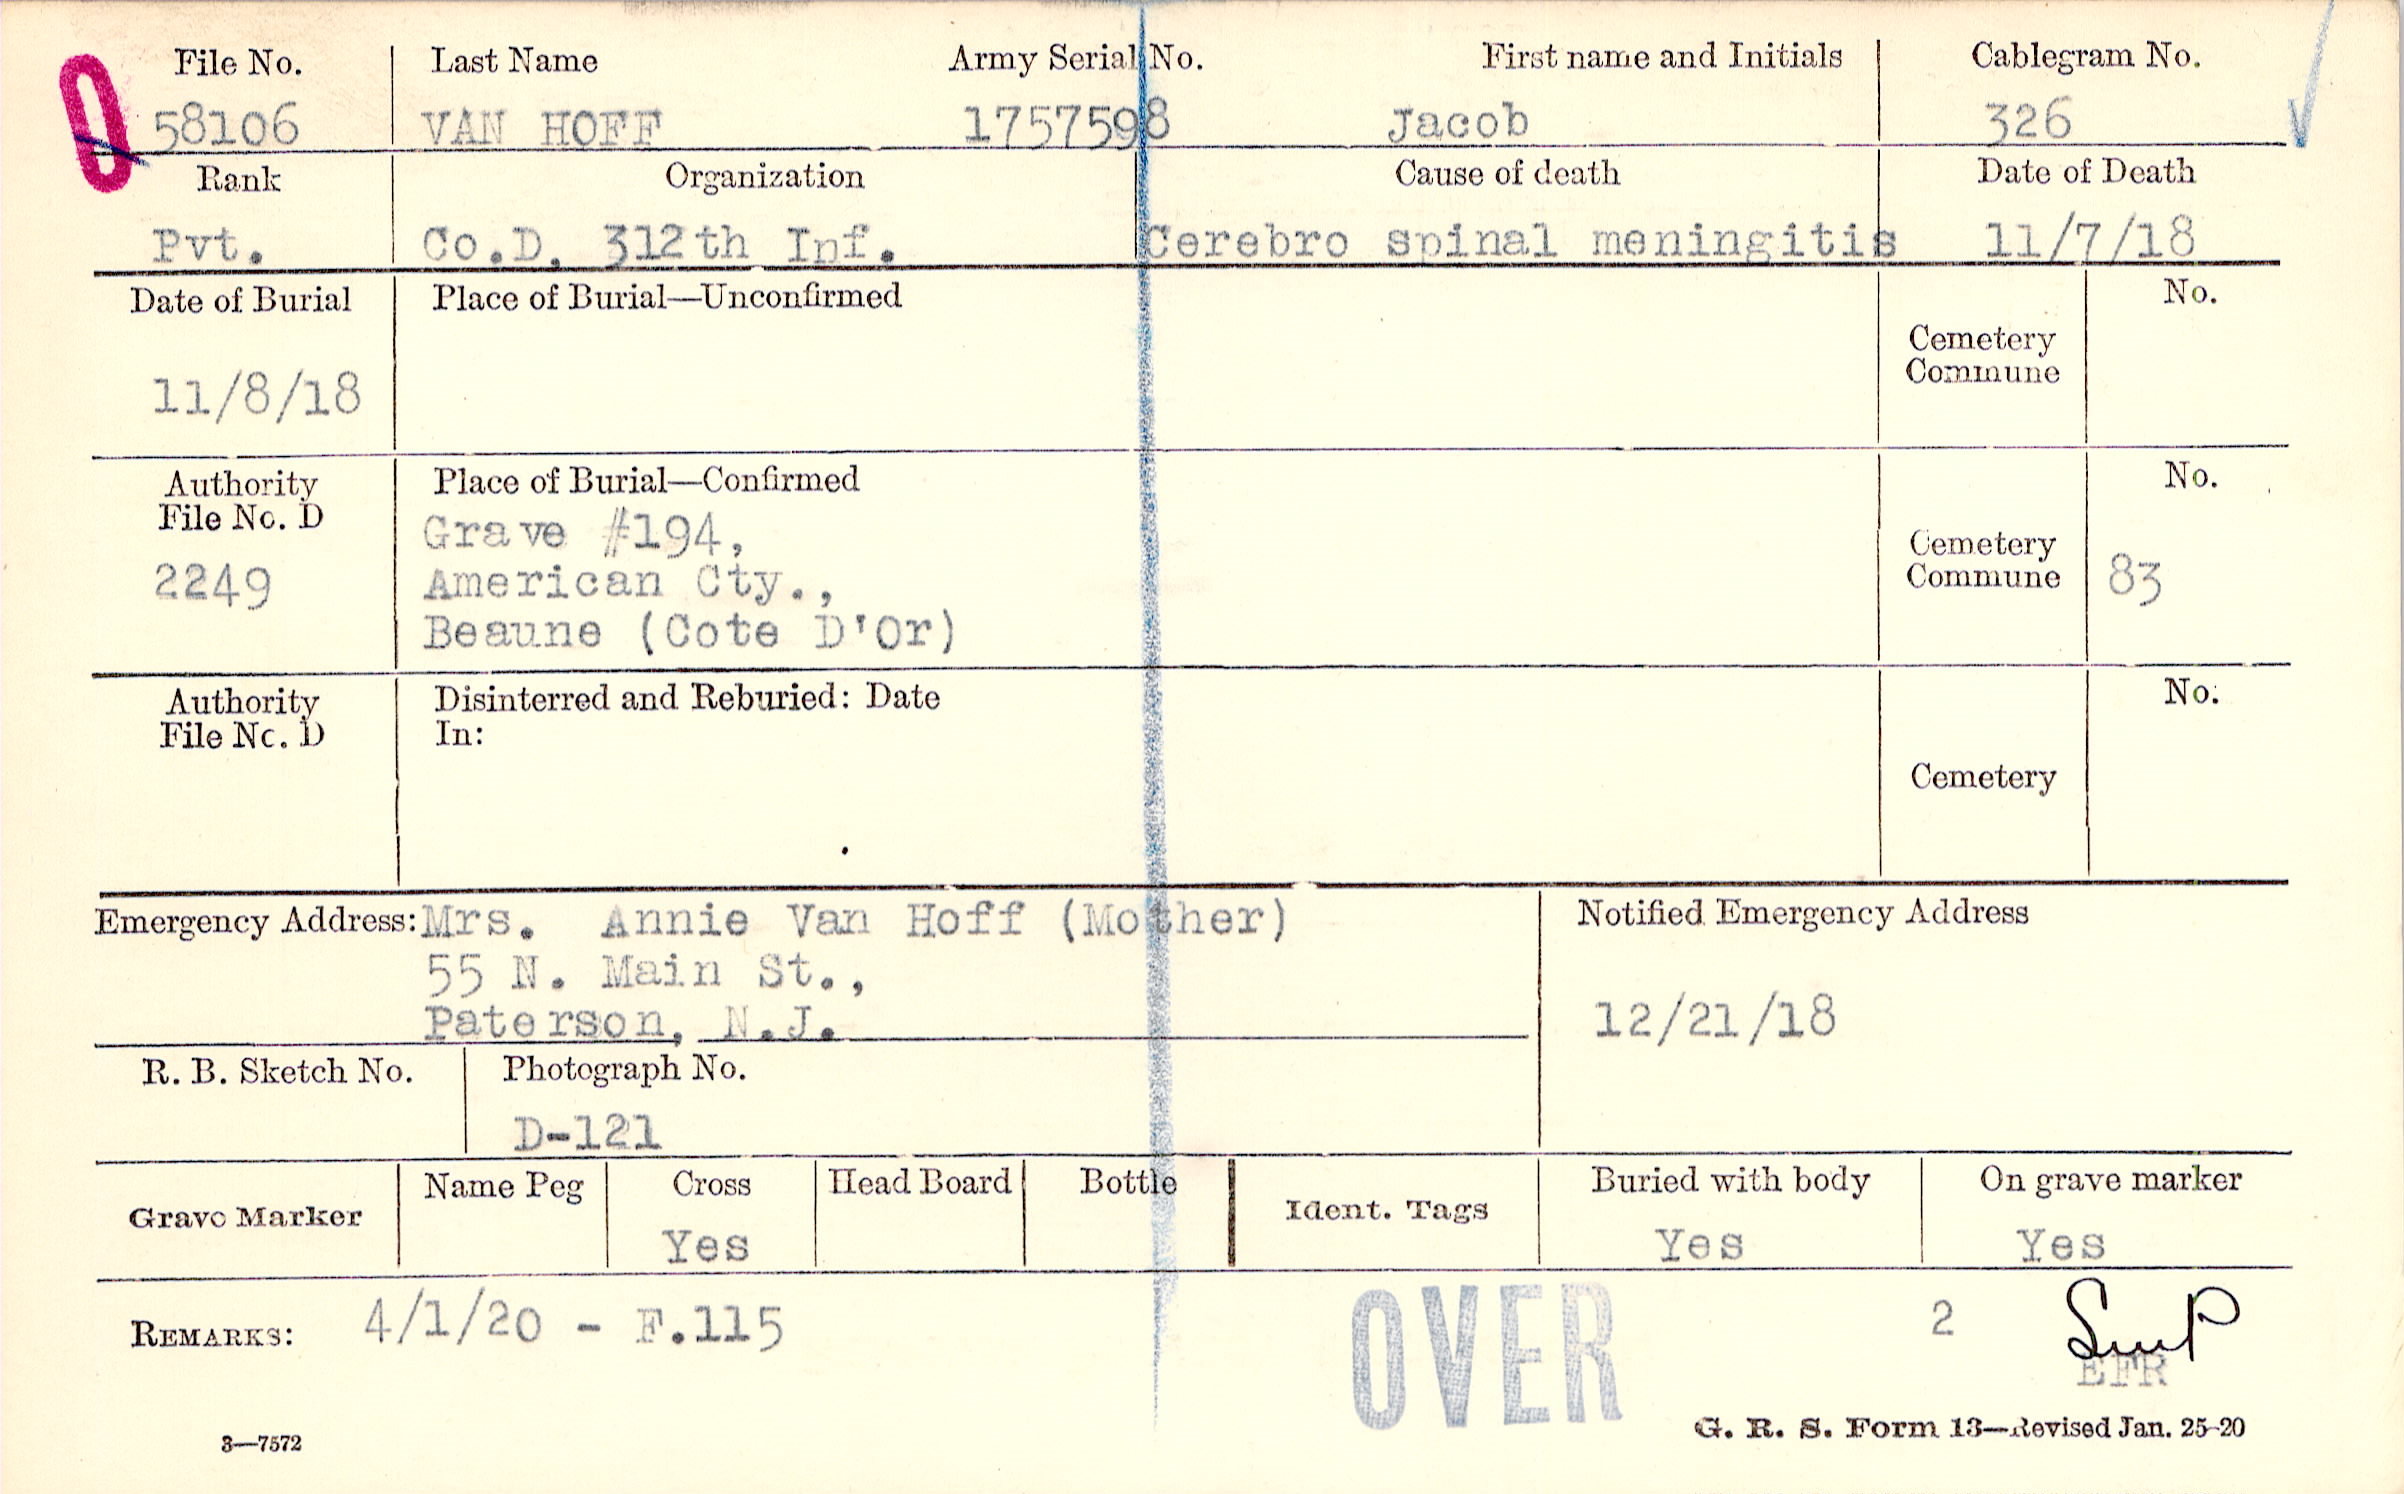 File No. Last Name Army Serial No. First name and Initials Cablegram No.
58106 VAN HOFF 1757598 Jacob 326
Rank Organization Cause of death Date of Death
Pvt. Co.D. 312th Inf. Cerebro spinal meningitis 11/7/18
Date of Burial Place of Burial—Unconfirmed No.
Cemetery
Commune
11/8/18
Authority Place of Burial—Confirmed No.
File No. D
Grave #194,
2249 American Cty., Cemetery
Commune 83
Beaune (Cote D'Or)
Authority Disinterred and Reburied: Date No.
File No. D In:
Cemetery
Emergency Address: Mrs. Annie Van Hoff (Mother) Notified Emergency Address
55 N. Main St.,
Paterson, N.J. 12/21/18
R. B. Sketch No. Photograph No.
D-121
Grave Marker Name Peg Cross Head Board Bottle Ident. Tags Buried with body On grave marker
Yes Yes Yes
REMARKS: 4/1/20 - F.115 OVER 2 SmP
EFR
3—7572 G. R. S. Form 13—Revised Jan. 25-20